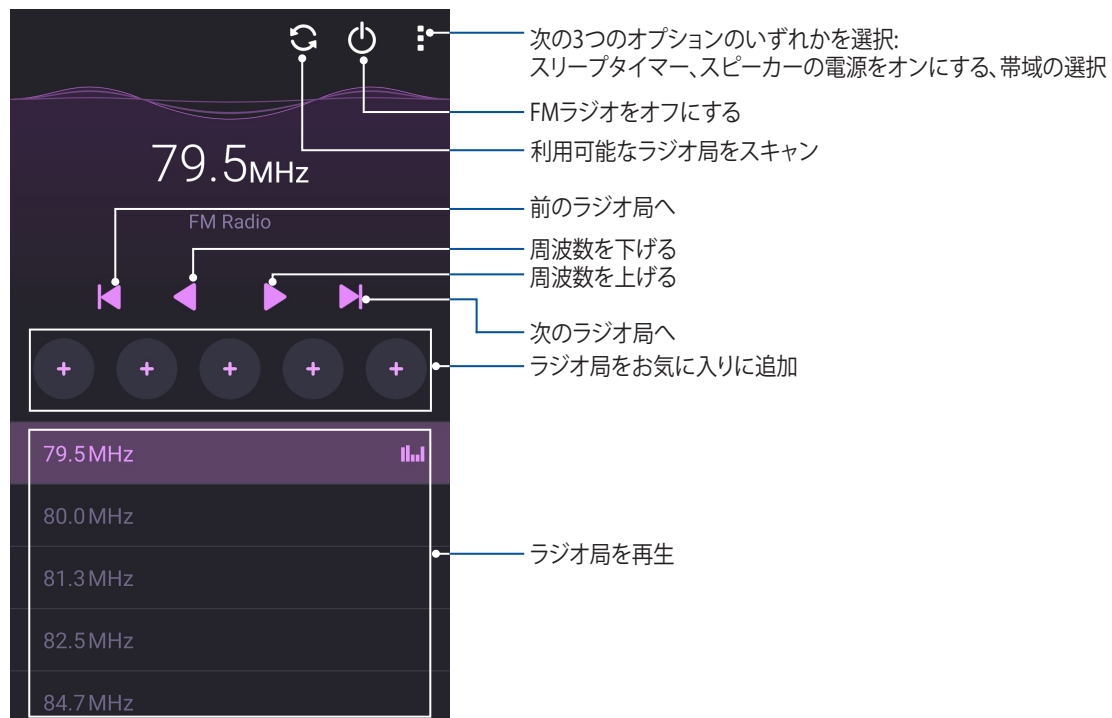 次の3つのオプションのいずれかを選択:
スリープタイマー、スピーカーの電源をオンにする、帯域の選択
FMラジオをオフにする
利用可能なラジオ局をスキャン
79.5MHz
FM Radio
前のラジオ局へ
周波数を下げる
周波数を上げる
次のラジオ局へ
ラジオ局をお気に入りに追加
79.5MHz
80.0MHz
81.3MHz
82.5MHz
84.7MHz
ラジオ局を再生